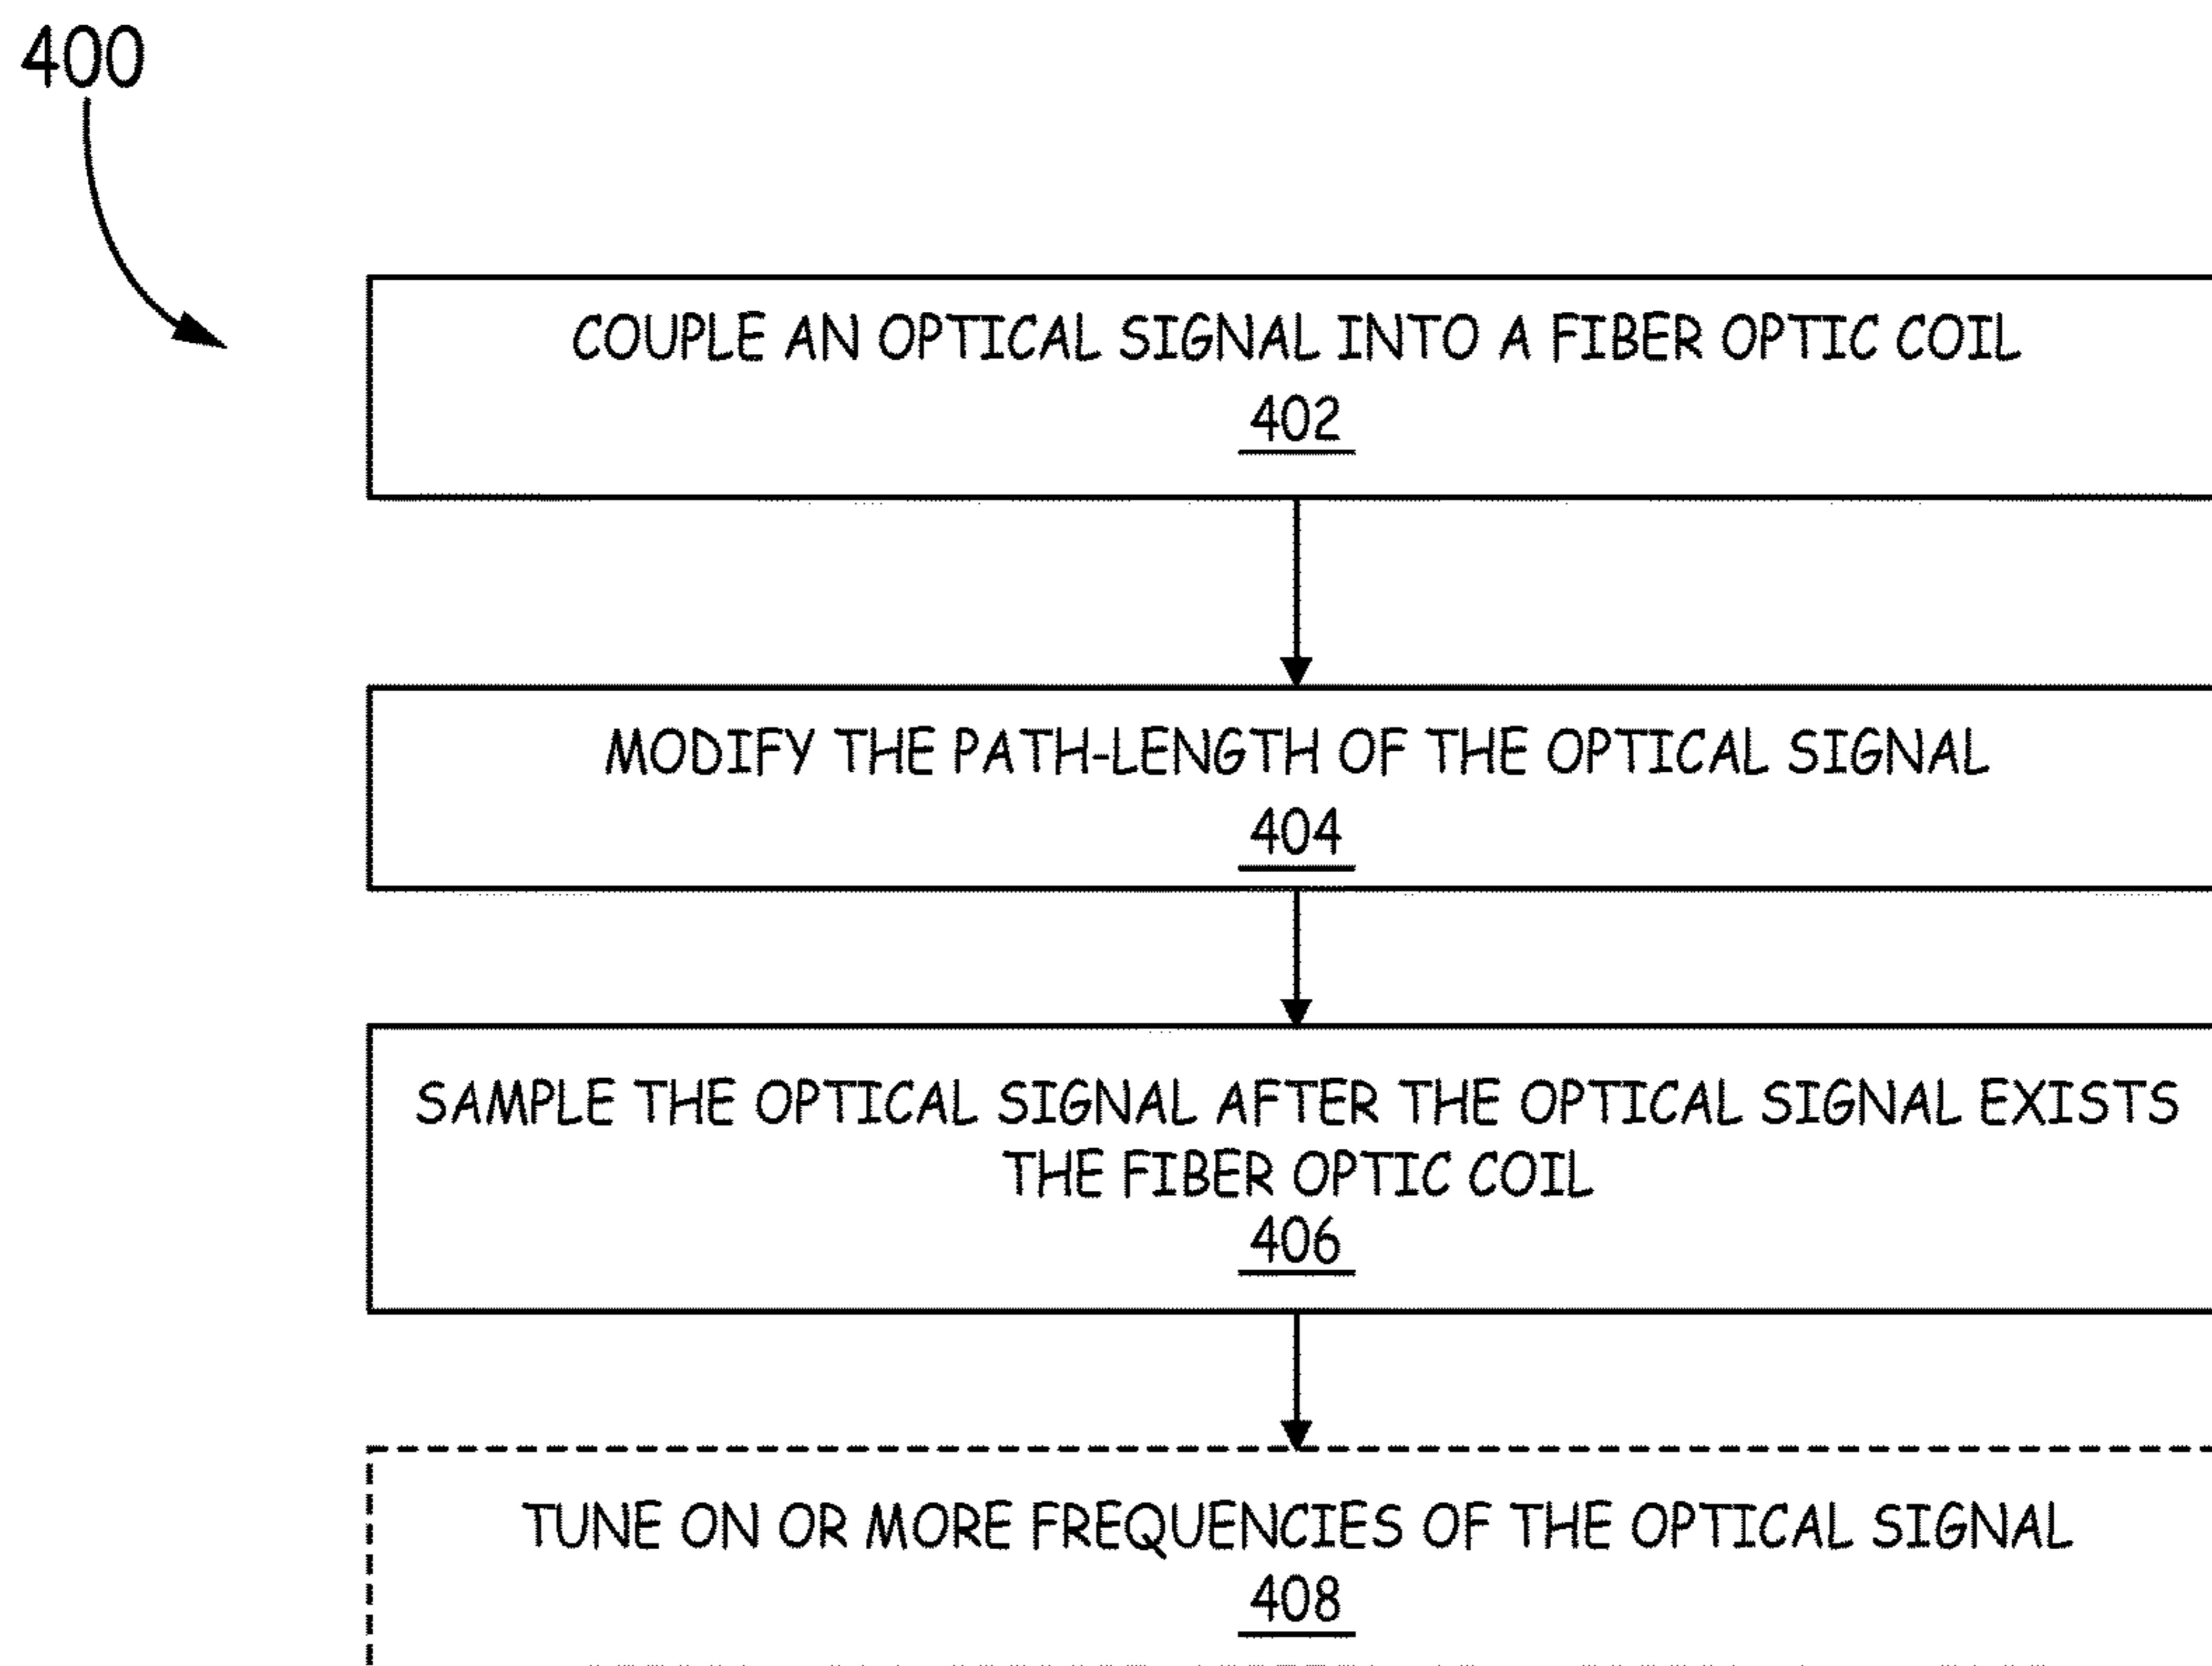 400
COUPLE AN OPTICAL SIGNAL INTO A FIBER OPTIC COIL
402
MODIFY THE PATH-LENGTH OF THE OPTICAL SIGNAL
404
SAMPLE THE OPTICAL SIGNAL AFTER THE OPTICAL SIGNAL EXISTS
THE FIBER OPTIC COIL
406
TUNE ON OR MORE FREQUENCIES OF THE OPTICAL SIGNAL
408